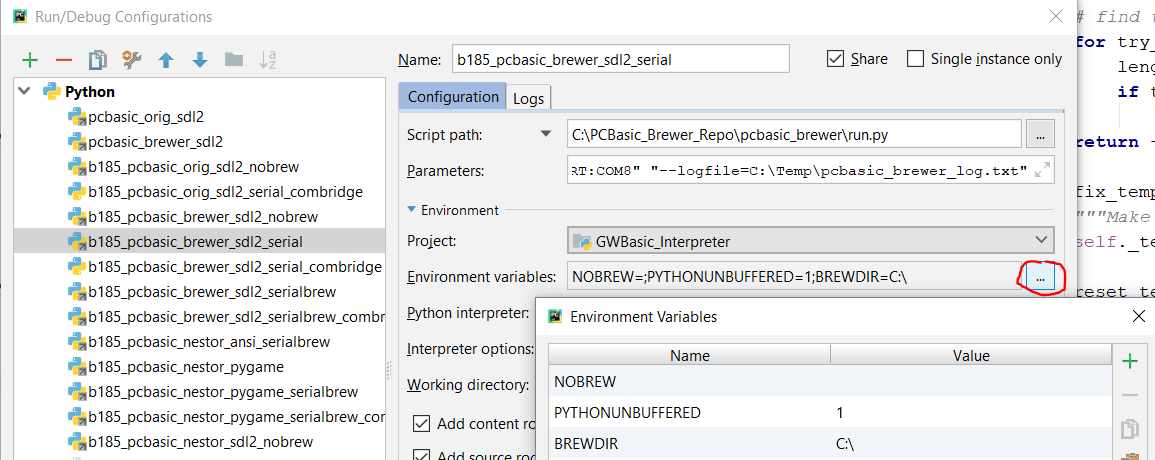 Run/Debug Configurations
Name: b185_pcbasic_brewer_sdl2_serial
Share
Single instance only
Python
pcbasic_orig_sdl2
pcbasic_brewer_sdl2
b185_pcbasic_orig_sdl2_nobrew
b185_pcbasic_orig_sdl2_serial_combridge
b185_pcbasic_brewer_sdl2_nobrew
b185_pcbasic_brewer_sdl2_serial
b185_pcbasic_brewer_sdl2_serial_combridge
b185_pcbasic_brewer_sdl2_serialbrew
b185_pcbasic_brewer_sdl2_serialbrew_combr
b185_pcbasic_nestor_ansi_serialbrew
b185_pcbasic_nestor_pygame
b185_pcbasic_nestor_pygame_serialbrew
b185_pcbasic_nestor_pygame_serialbrew_cor
b185_pcbasic_nestor_sdl2_nobrew
Configuration
Logs
Script path: C:\PCBasic_Brewer_Repo\pcbasic_brewer\run.py ...
Parameters: RT:COM8" "--logfile=C:\Temp\pcbasic_brewer_log.txt"
Environment
Project: GWBasic_Interpreter
Environment variables: NOBREW=;PYTHONUNBUFFERED=1;BREWDIR=C:\ ...
Python interpreter:
Interpreter options:
Working directory:
Add content ro
Add source roo
Environment Variables
Name Value
NOBREW
PYTHONUNBUFFERED 1
BREWDIR C:\
# find t
for try_
leng
if t
return -
fix_temp
"""Make
self._te
reset_te